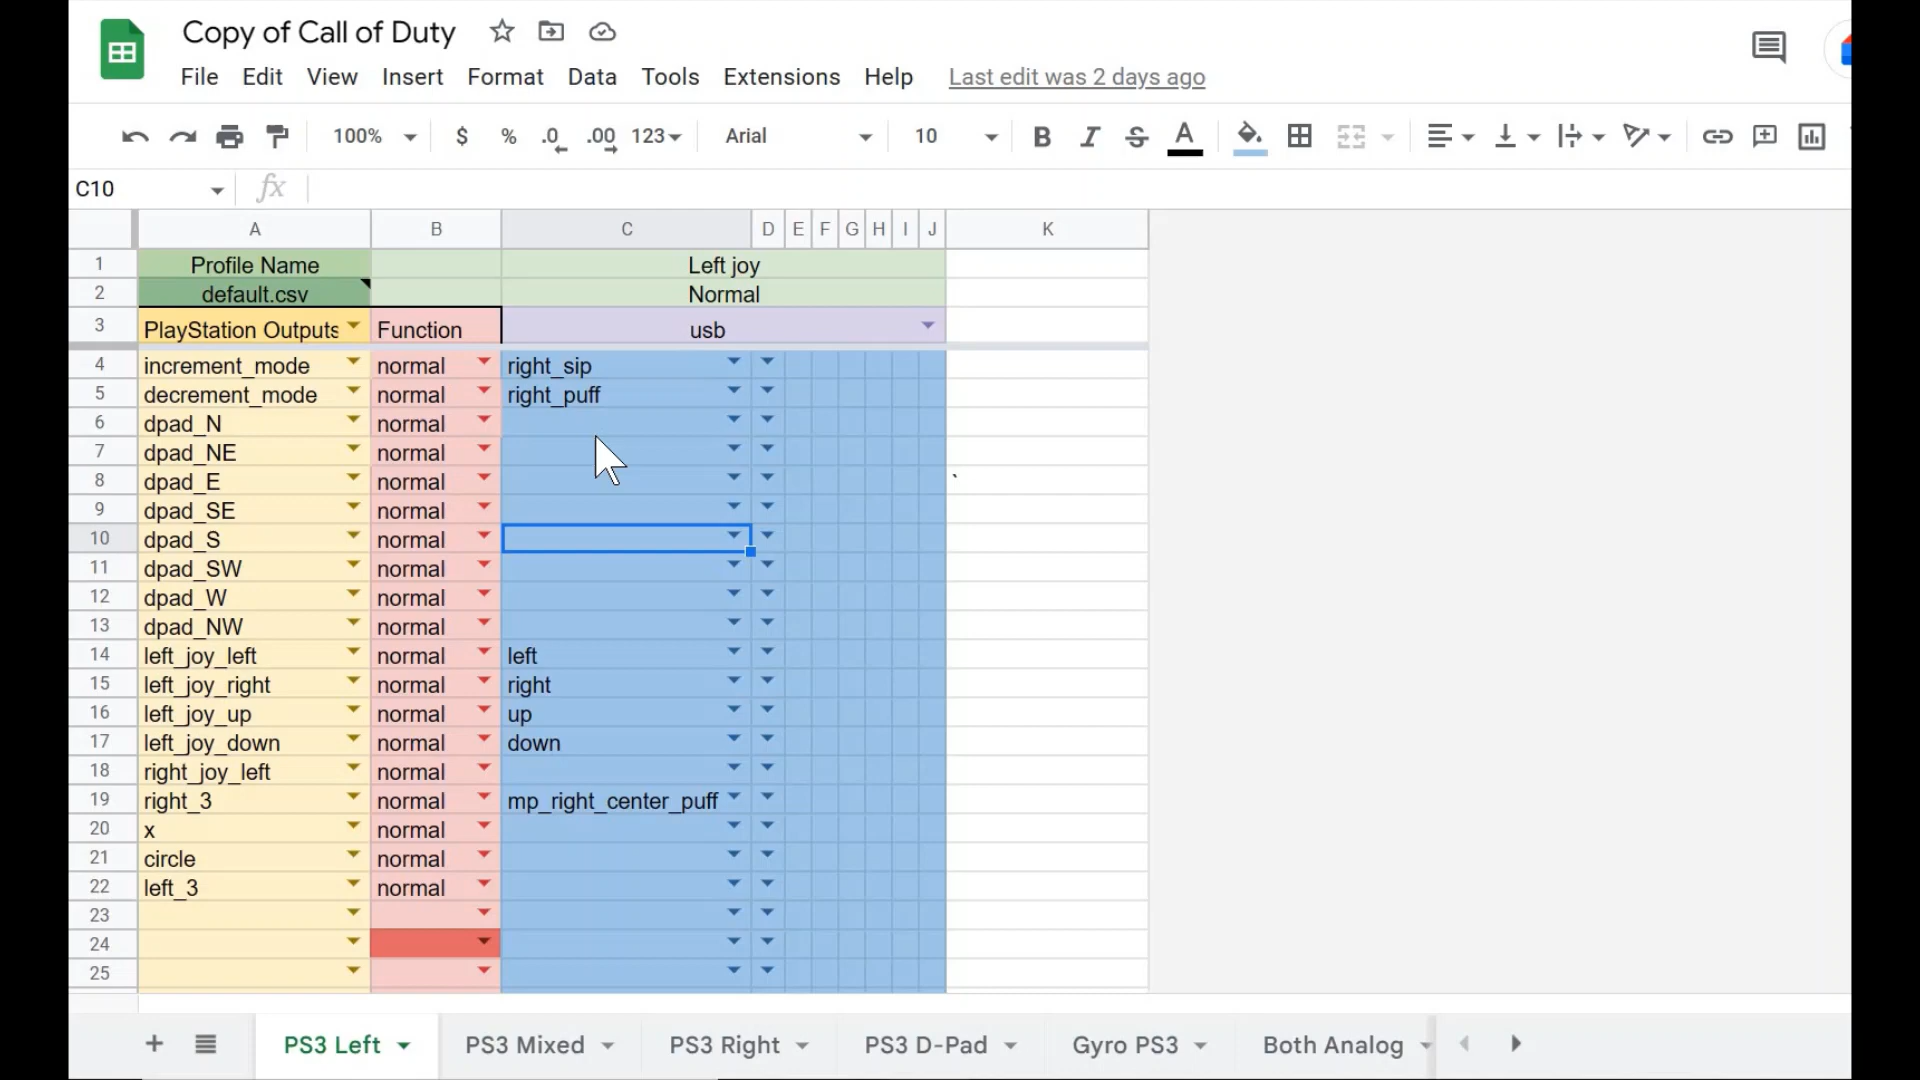 Copy of Call of Duty
File Edit View Insert Format Data Tools Extensions Help Last edit was 2 days ago
100% $ % .0 .00 123 Arial 10 B I S A
C10 fx
A B C D E F G H I J K
1 Profile Name Left joy
2 default.csv Normal
3 PlayStation Outputs Function usb
4 increment_mode normal right_sip
5 decrement_mode normal right_puff
6 dpad_N normal
7 dpad_NE normal
8 dpad_E normal `
9 dpad_SE normal
10 dpad_S normal
11 dpad_SW normal
12 dpad_W normal
13 dpad_NW normal
14 left_joy_left normal left
15 left_joy_right normal right
16 left_joy_up normal up
17 left_joy_down normal down
18 right_joy_left normal
19 right_3 normal mp_right_center_puff
20 x normal
21 circle normal
22 left_3 normal
23
24
25
+ PS3 Left PS3 Mixed PS3 Right PS3 D-Pad Gyro PS3 Both Analog